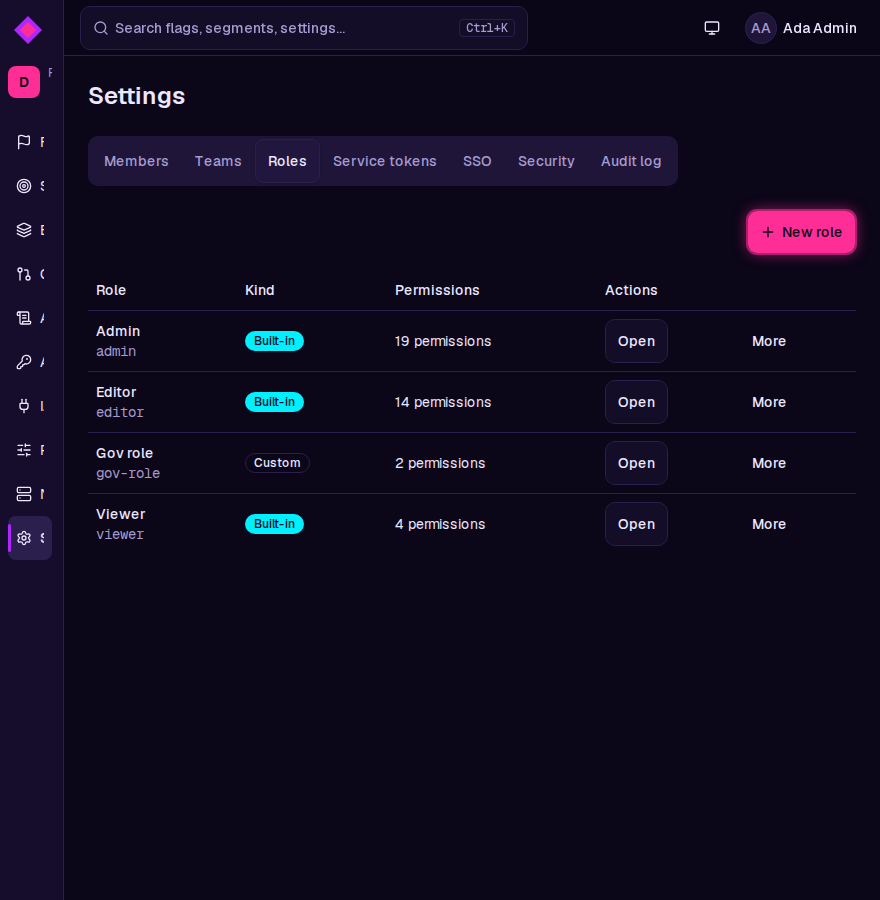 Search flags, segments, settings...
Ctrl+K
AA
Ada Admin
D
Settings
Members
Teams
Roles
Service tokens
SSO
Security
Audit log
New role
Role
Kind
Permissions
Actions
Admin
admin
Built-in
19 permissions
Open
More
Editor
editor
Built-in
14 permissions
Open
More
Gov role
gov-role
Custom
2 permissions
Open
More
Viewer
viewer
Built-in
4 permissions
Open
More